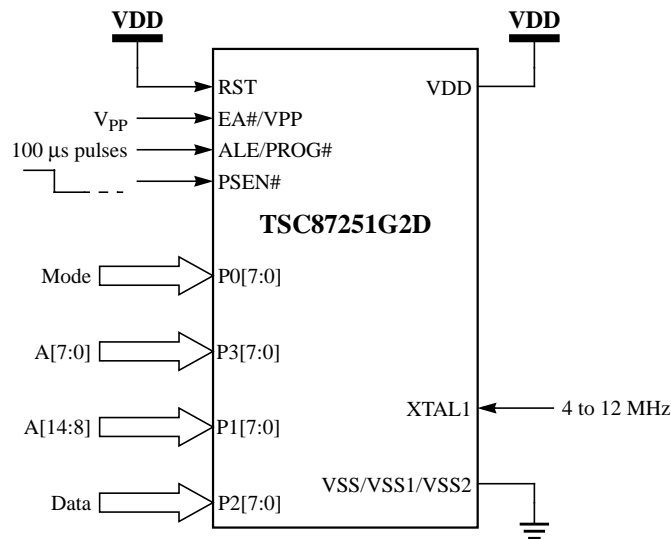 VDD
VDD
RST
VDD
VPP
EA#/VPP
100 µs pulses
ALE/PROG#
PSEN#
TSC87251G2D
Mode
P0[7:0]
A[7:0]
P3[7:0]
XTAL1
4 to 12 MHz
A[14:8]
P1[7:0]
VSS/VSS1/VSS2
Data
P2[7:0]